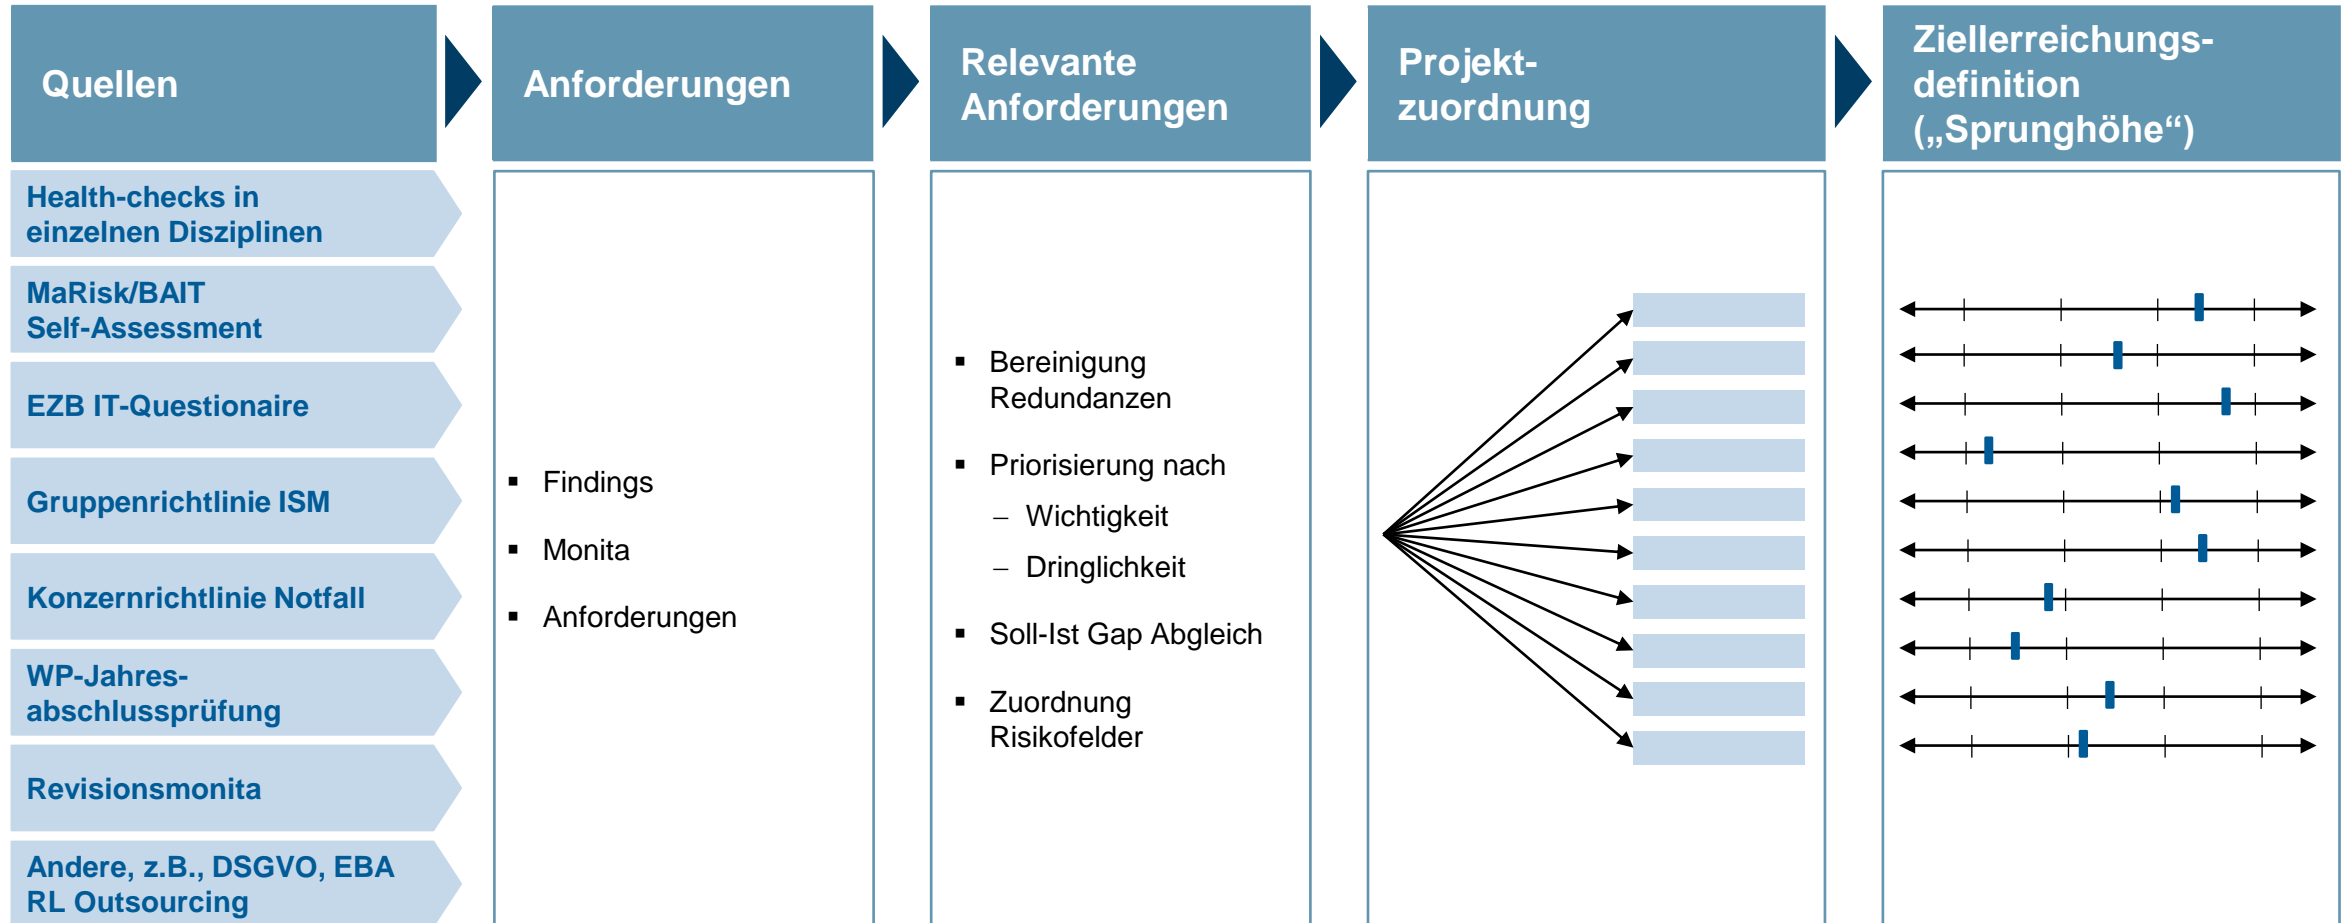 Quellen
Anforderungen
Relevante
Anforderungen
Projekt-
zuordnung
Ziellerreichungs-
definition
(„Sprunghöhe“)
Health-checks in
einzelnen Disziplinen
MaRisk/BAIT
Self-Assessment
EZB IT-Questionaire
Gruppenrichtlinie ISM
Konzernrichtlinie Notfall
WP-Jahres-
abschlussprüfung
Revisionsmonita
Andere, z.B., DSGVO, EBA
RL Outsourcing
▪ Findings
▪ Monita
▪ Anforderungen
▪ Bereinigung
Redundanzen
▪ Priorisierung nach
– Wichtigkeit
– Dringlichkeit
▪ Soll-Ist Gap Abgleich
▪ Zuordnung
Risikofelder